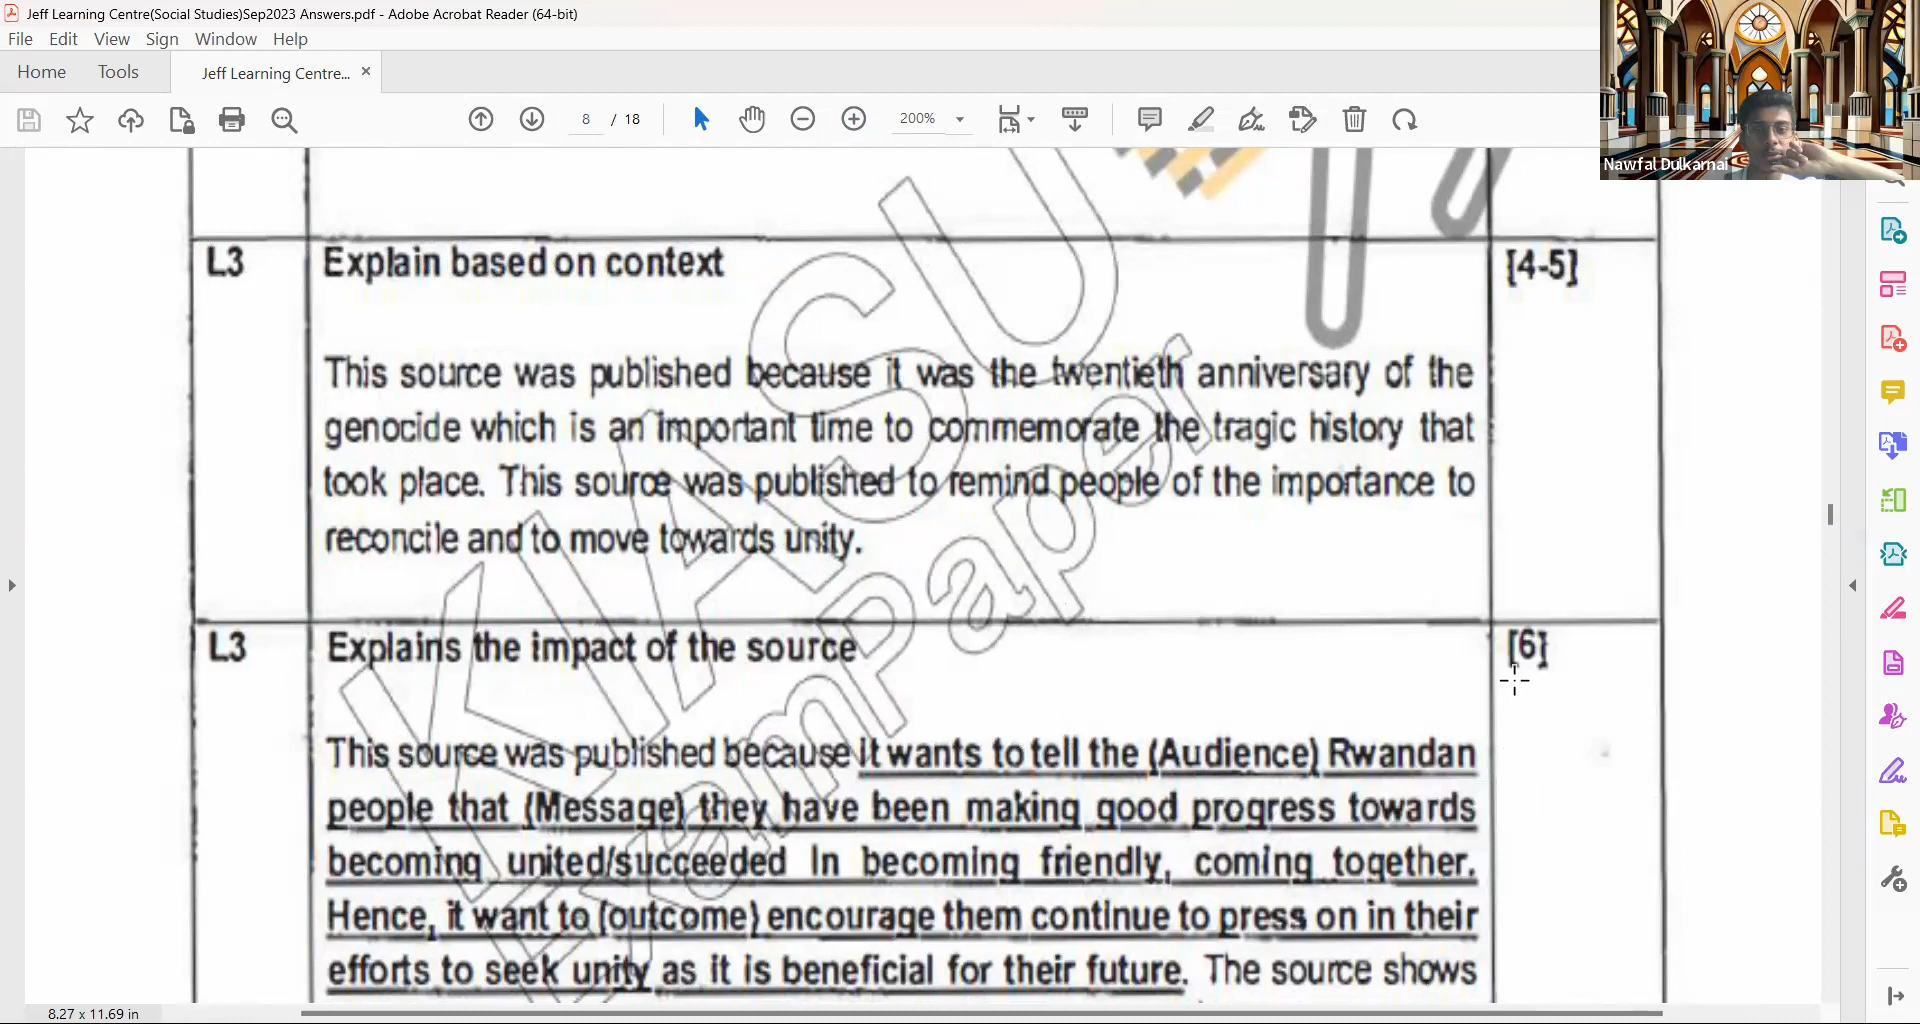 Jeff Learning Centre(Social Studies)Sep2023 Answers.pdf - Adobe Acrobat Reader (64-bit)
File Edit View Sign Window Help
Home Tools Jeff Learning Centre... ×
8 / 18 200%
Nawfal Dulkarnai
L3 Explain based on context [4-5]
This source was published because it was the twentieth anniversary of the
genocide which is an important time to commemorate the tragic history that
took place. This source was published to remind people of the importance to
reconcile and to move towards unity.
L3 Explains the impact of the source [6]
This source was published because it wants to tell the (Audience) Rwandan
people that (Message) they have been making good progress towards
becoming united/succeeded In becoming friendly, coming together.
Hence, it want to (outcome) encourage them continue to press on in their
efforts to seek unity as it is beneficial for their future. The source shows
KIASU
ExamPaper
8.27 x 11.69 in